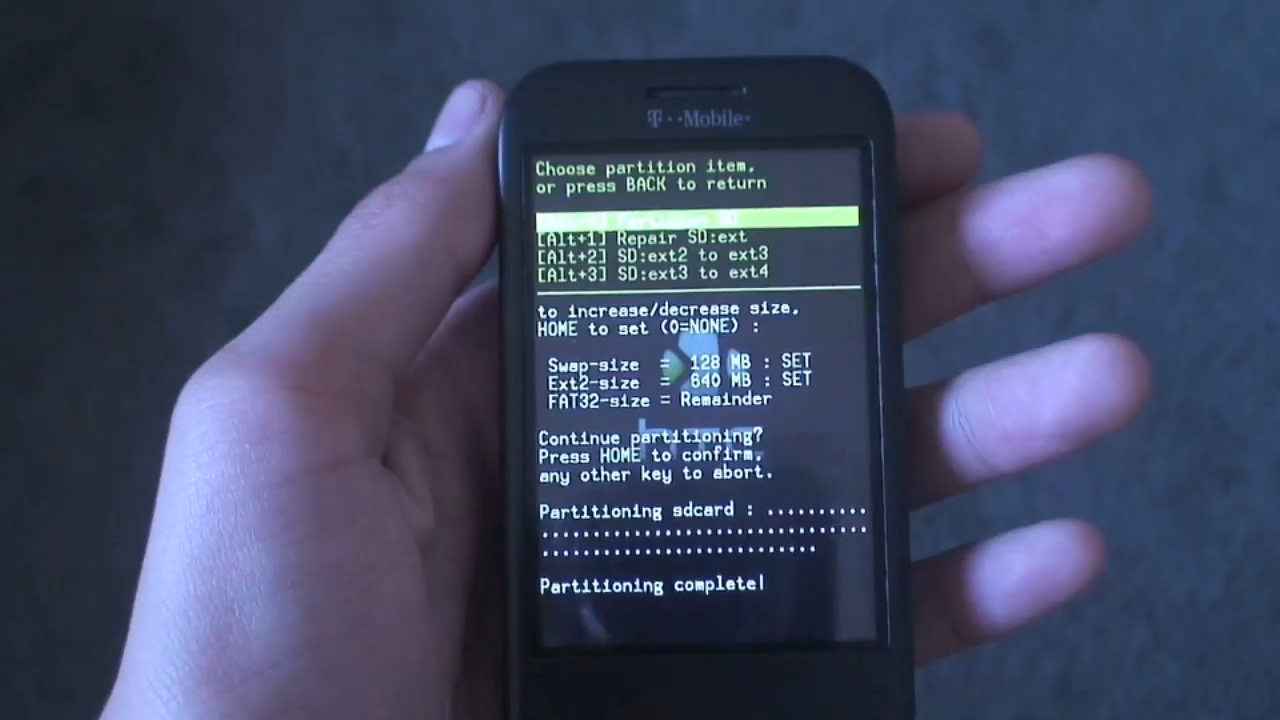 T··Mobile·
Choose partition item,
or press BACK to return
Partition SD
[Alt+1] Repair SD:ext
[Alt+2] SD:ext2 to ext3
[Alt+3] SD:ext3 to ext4
to increase/decrease size,
HOME to set (0=NONE) :
Swap-size = 128 MB : SET
Ext2-size = 640 MB : SET
FAT32-size = Remainder
Continue partitioning?
Press HOME to confirm,
any other key to abort.
Partitioning sdcard : ..........
................................
...........................
Partitioning complete!